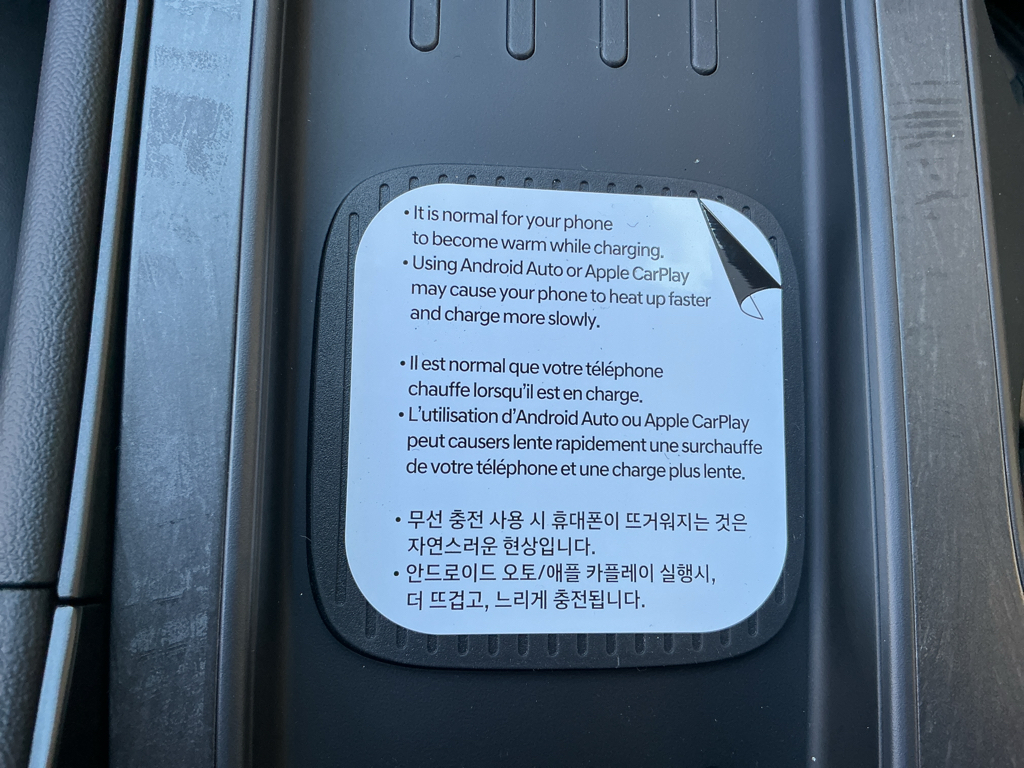 • It is normal for your phone
to become warm while charging.
• Using Android Auto or Apple CarPlay
may cause your phone to heat up faster
and charge more slowly.
• Il est normal que votre téléphone
chauffe lorsqu'il est en charge.
• L'utilisation d'Android Auto ou Apple CarPlay
peut causers lente rapidement une surchauffe
de votre téléphone et une charge plus lente.
• 무선 충전 사용 시 휴대폰이 뜨거워지는 것은
자연스러운 현상입니다.
• 안드로이드 오토/애플 카플레이 실행시,
더 뜨겁고, 느리게 충전됩니다.